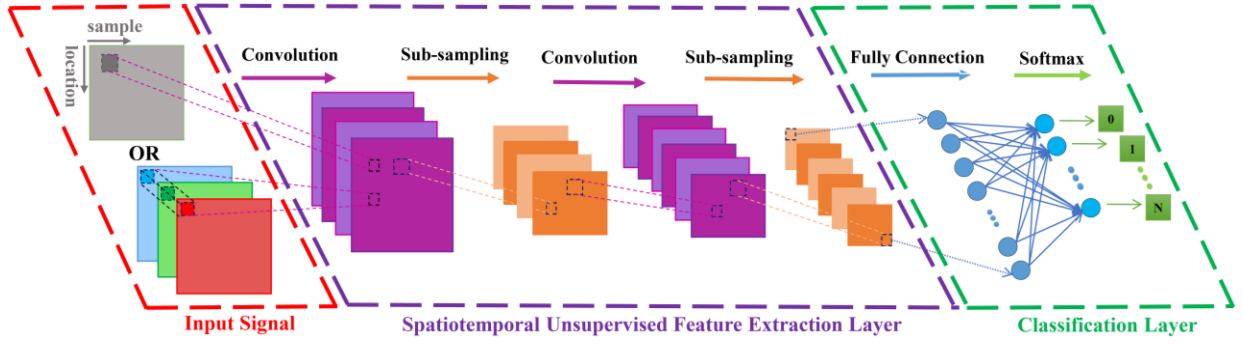 sample
location
OR
Convolution
Sub-sampling
Convolution
Sub-sampling
Fully Connection
Softmax
0
1
N
Input Signal
Spatiotemporal Unsupervised Feature Extraction Layer
Classification Layer